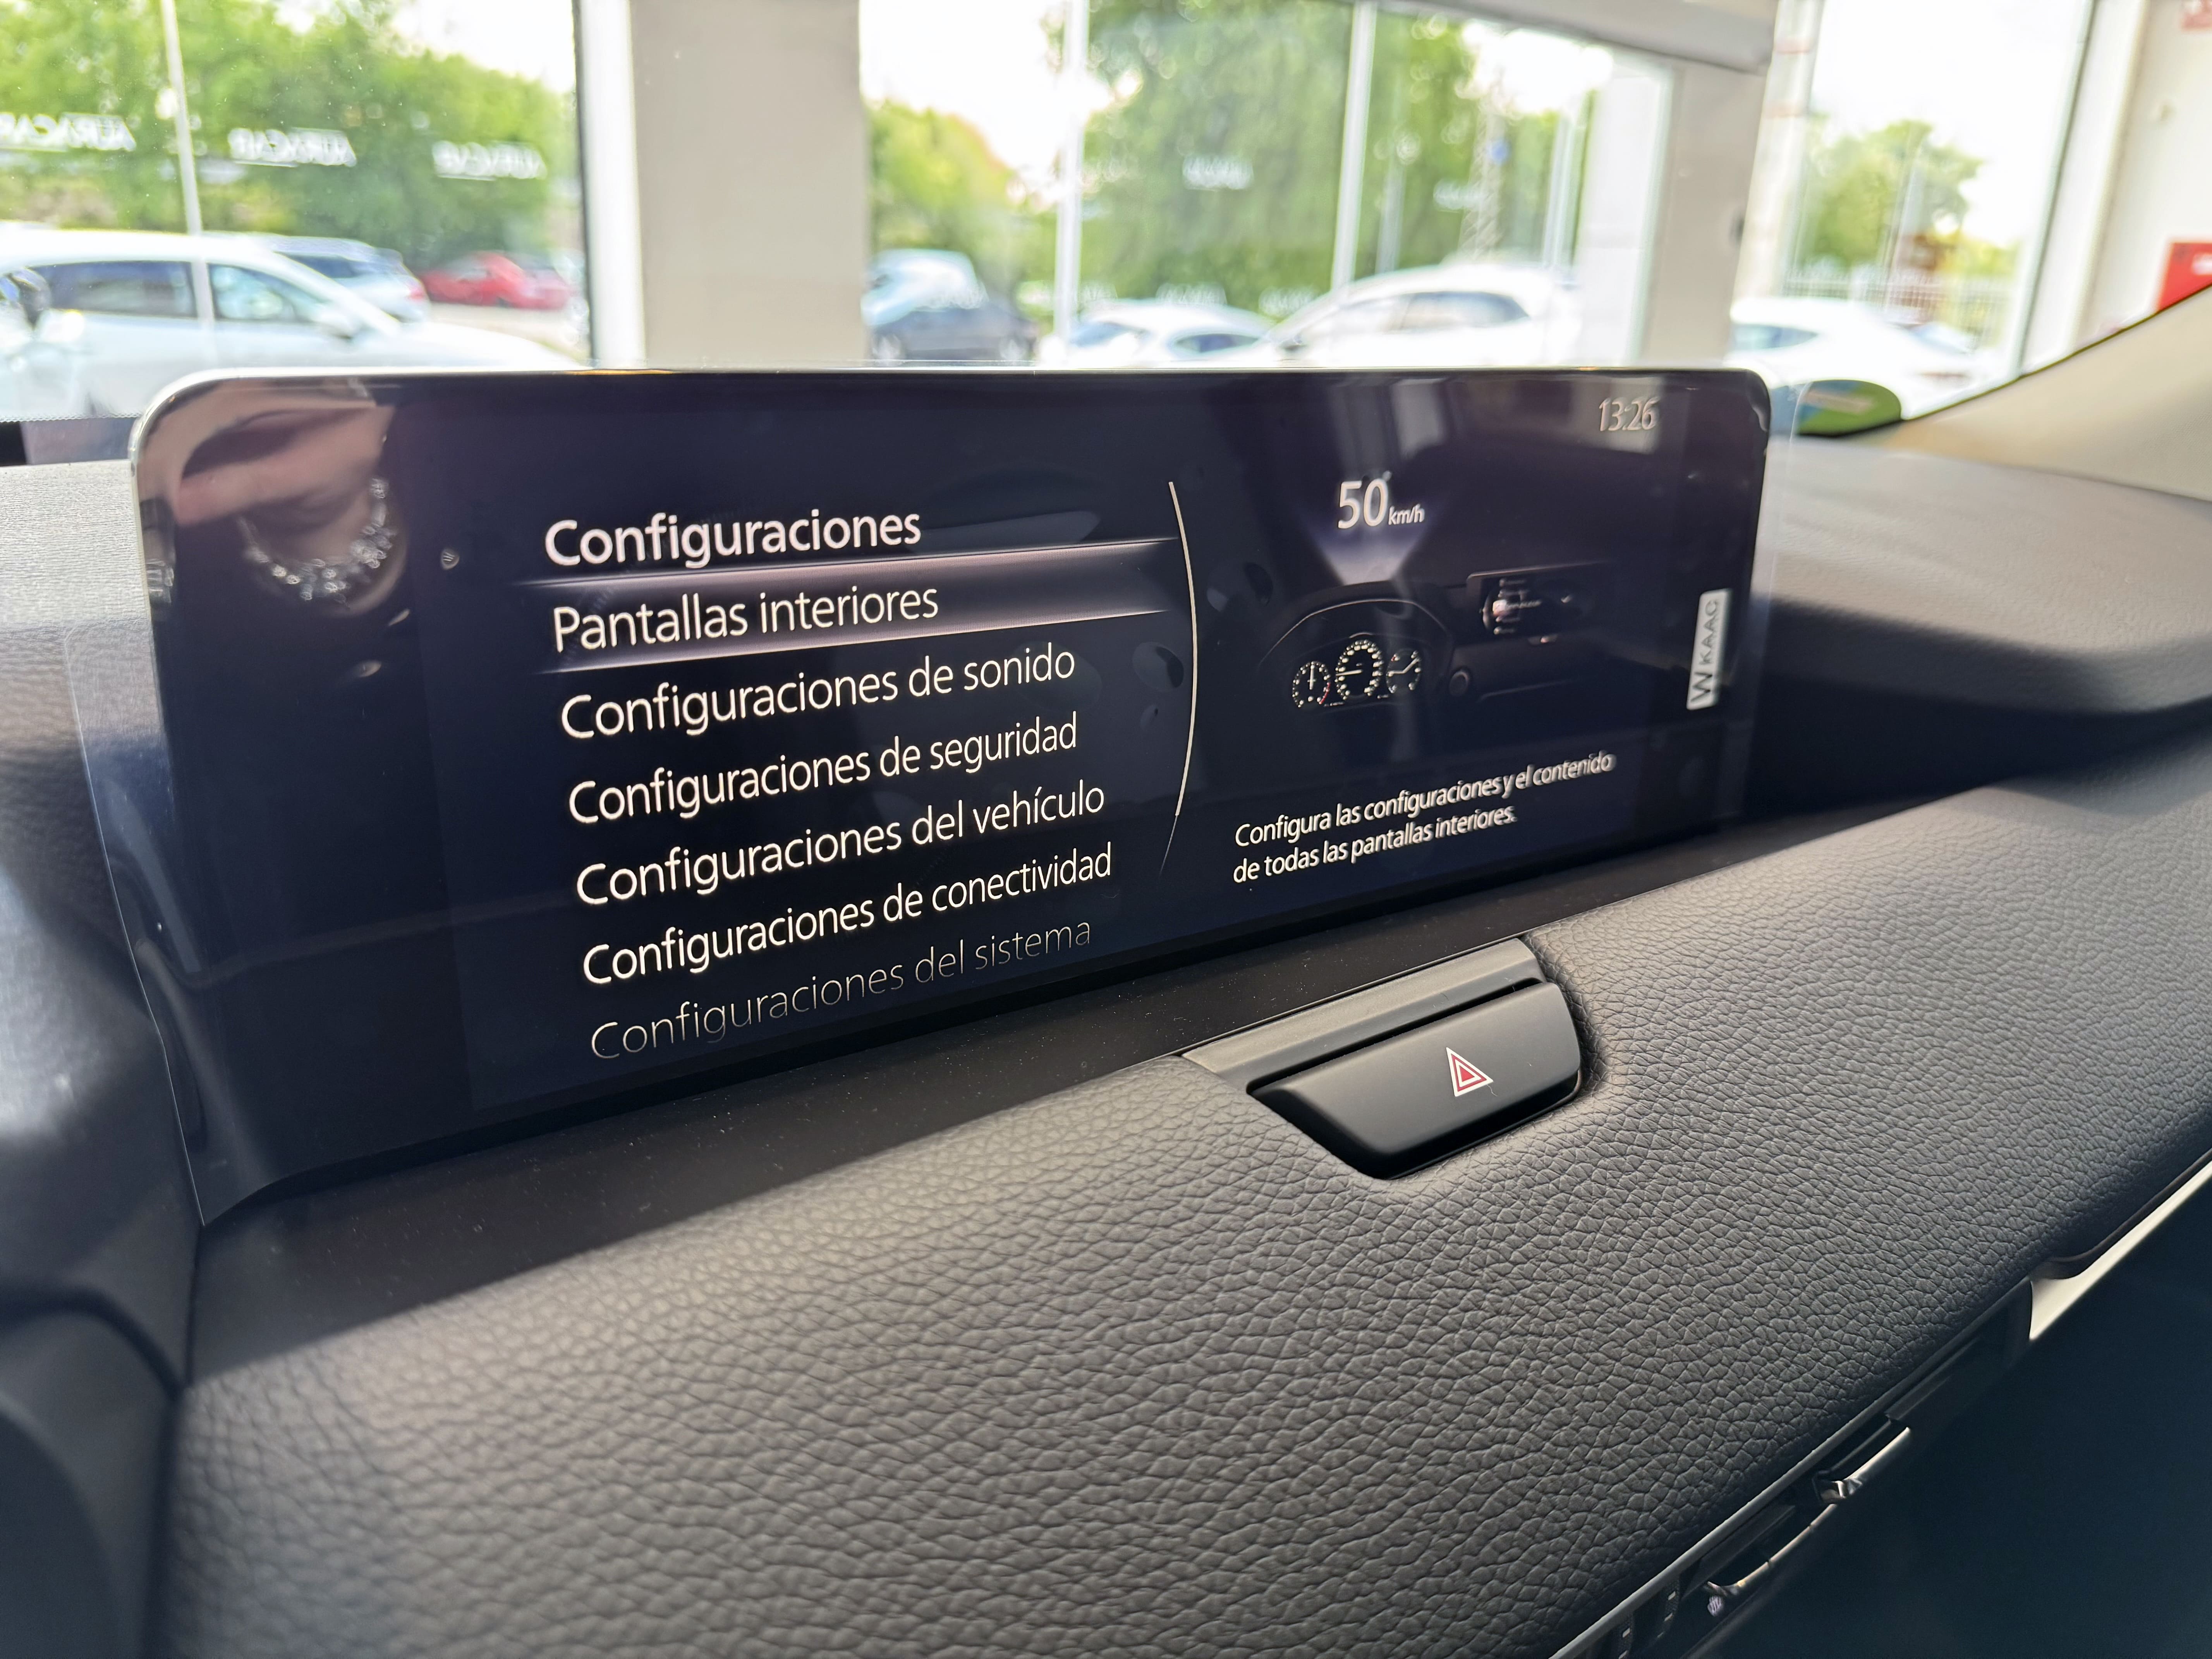 13:26
Configuraciones
Pantallas interiores
Configuraciones de sonido
Configuraciones de seguridad
Configuraciones del vehículo
Configuraciones de conectividad
Configuraciones del sistema
50 km/h
Configura las configuraciones y el contenido
de todas las pantallas interiores.
W KAAC